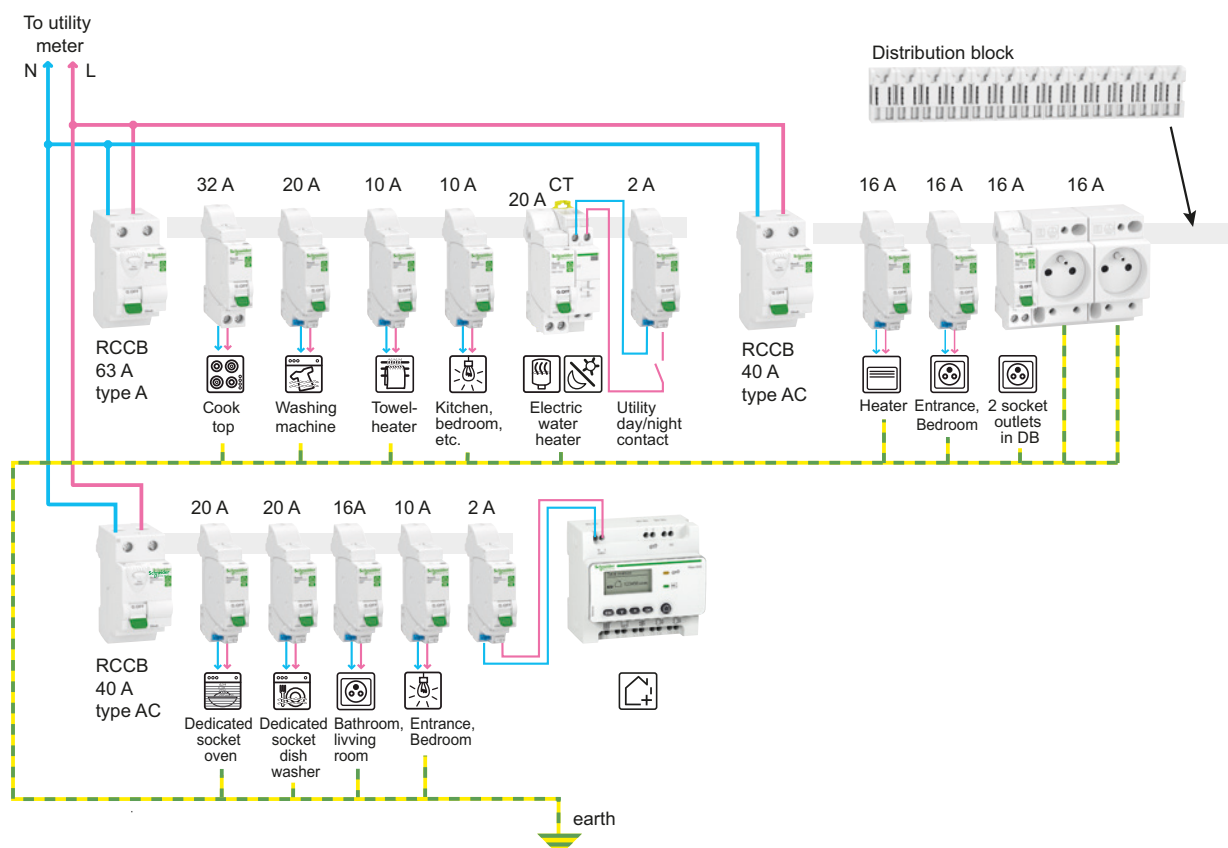 To utility
meter
N
L
Distribution block
32 A
20 A
10 A
10 A
CT
20 A
2 A
16 A
16 A
16 A
16 A
RCCB
63 A
type A
Cook
top
Washing
machine
Towel-
heater
Kitchen,
bedroom,
etc.
Electric
water
heater
Utility
day/night
contact
RCCB
40 A
type AC
Heater
Entrance,
Bedroom
2 socket
outlets
in DB
20 A
20 A
16A
10 A
2 A
Schneider
RCCB
40 A
type AC
Dedicated
socket
oven
Dedicated
socket
dish
washer
Bathroom,
livving
room
Entrance,
Bedroom
earth